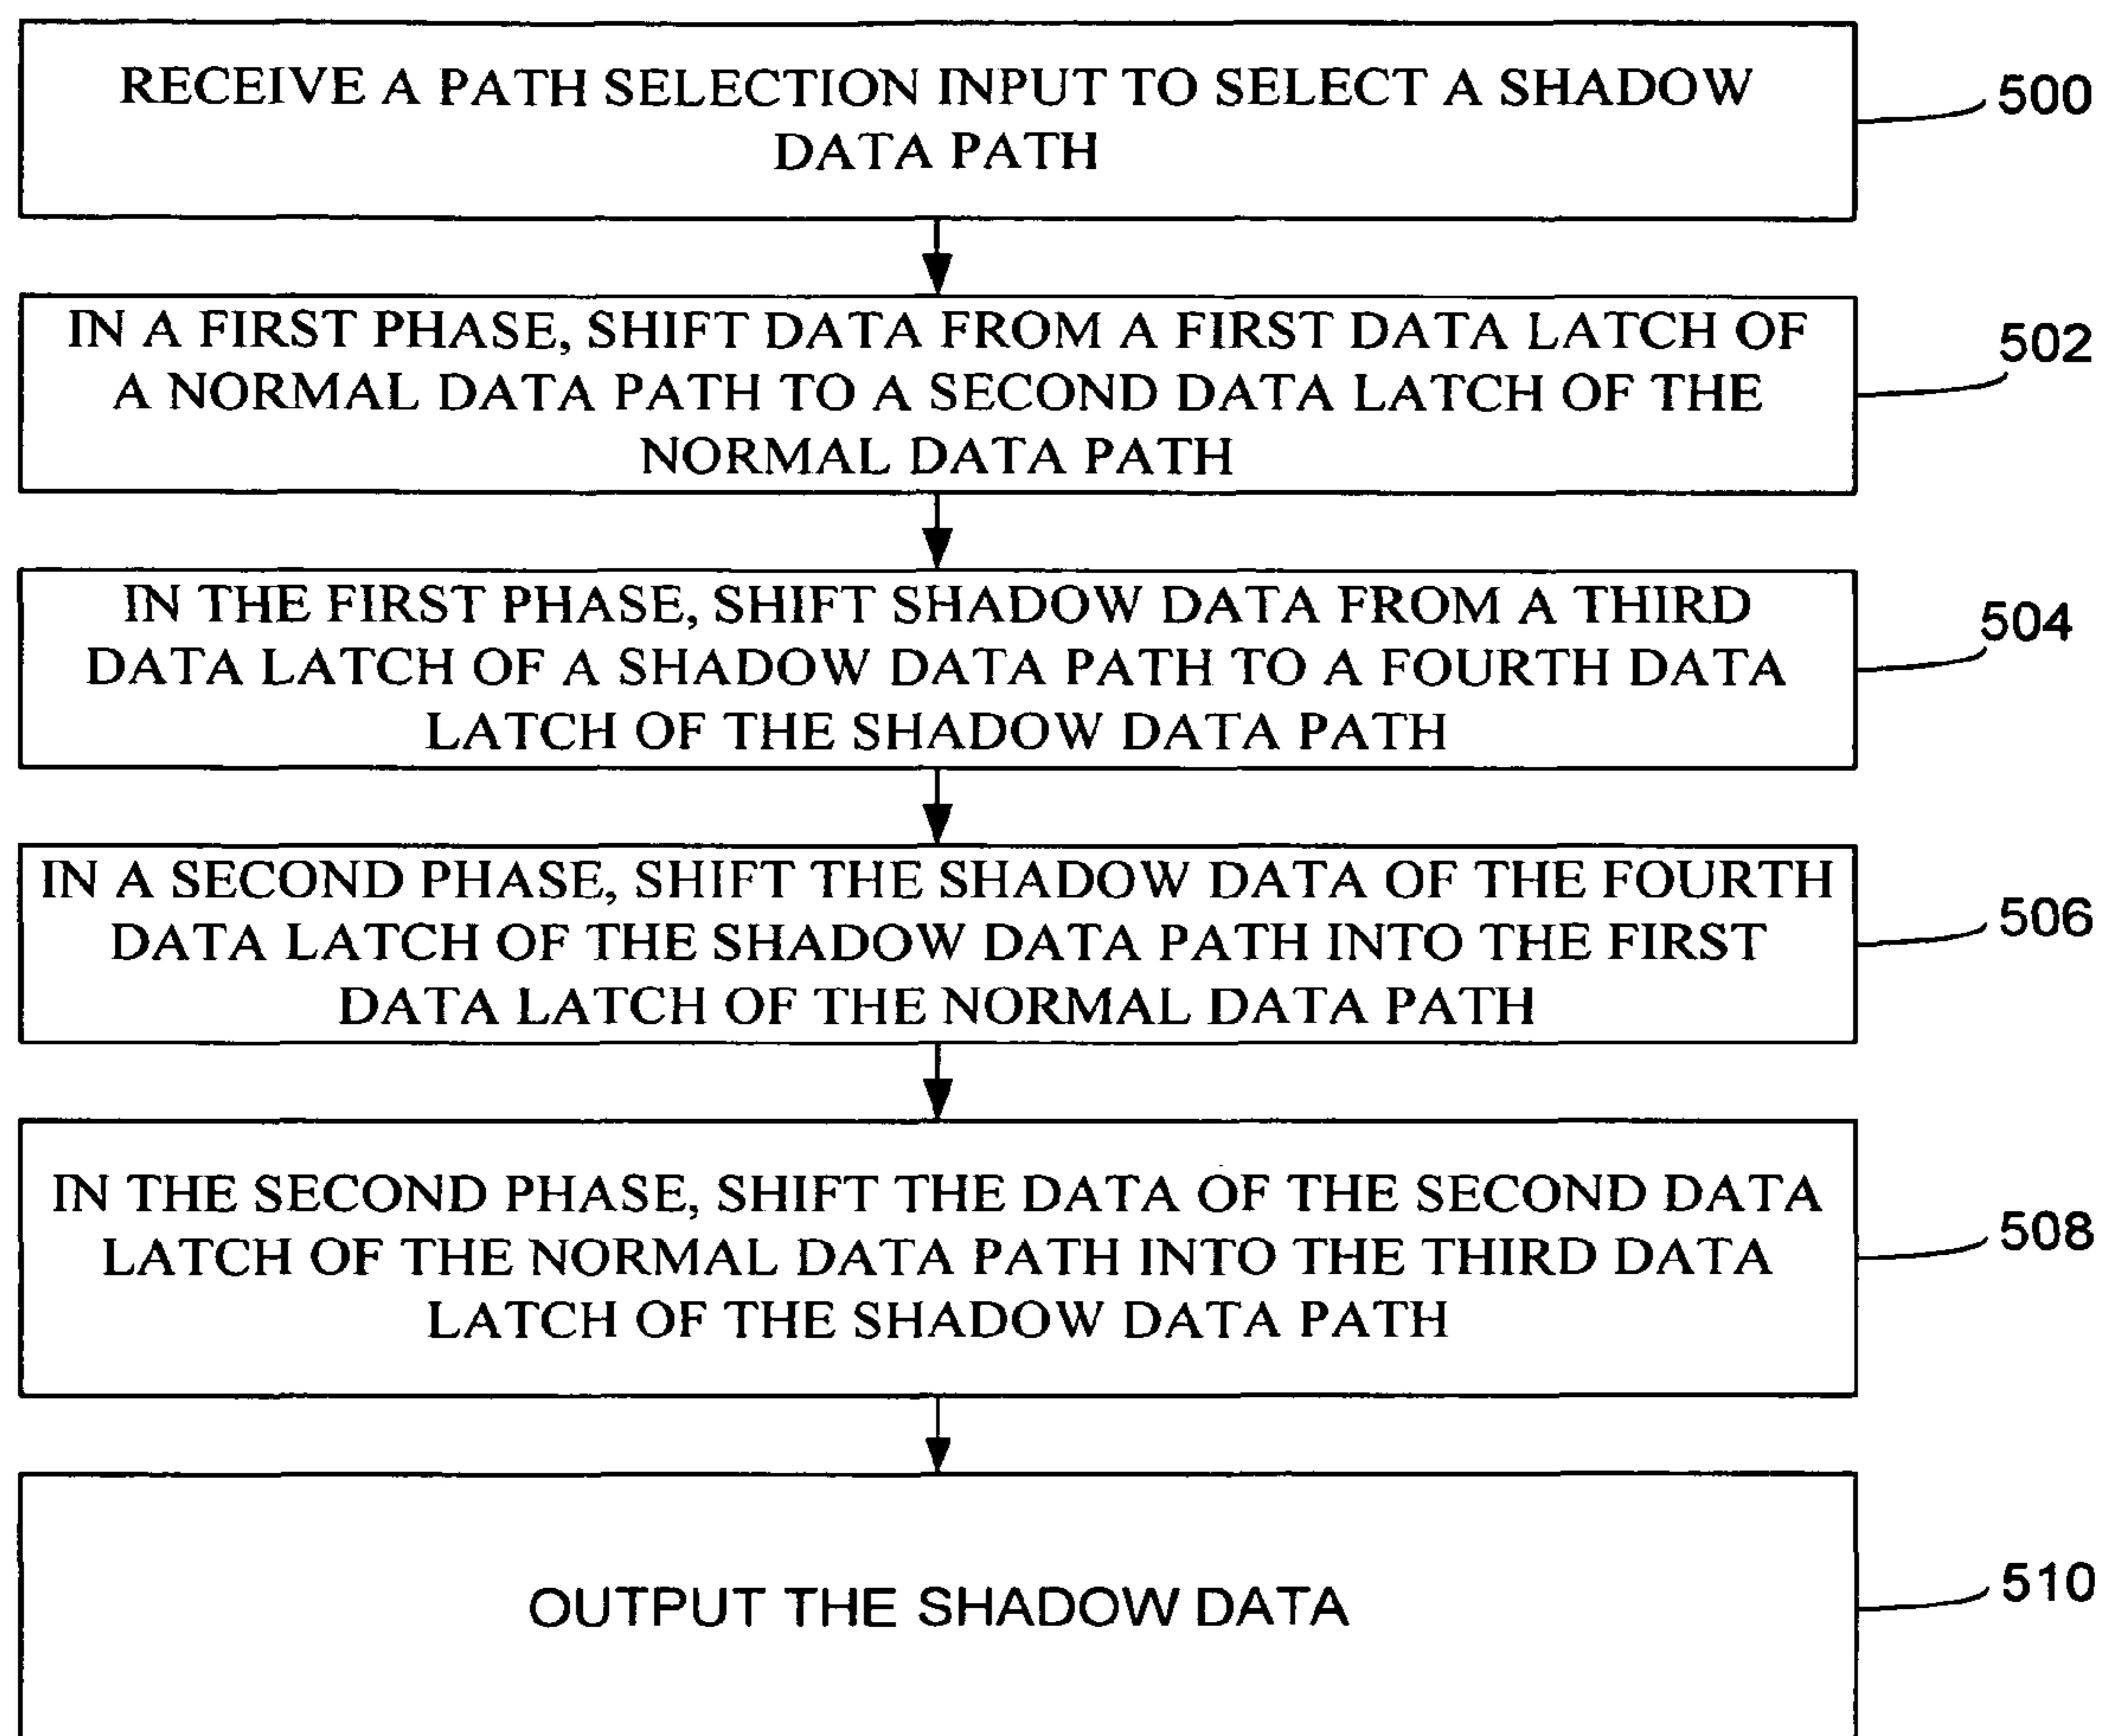 RECEIVE A PATH SELECTION INPUT TO SELECT A SHADOW
DATA PATH
500
IN A FIRST PHASE, SHIFT DATA FROM A FIRST DATA LATCH OF
A NORMAL DATA PATH TO A SECOND DATA LATCH OF THE
NORMAL DATA PATH
502
IN THE FIRST PHASE, SHIFT SHADOW DATA FROM A THIRD
DATA LATCH OF A SHADOW DATA PATH TO A FOURTH DATA
LATCH OF THE SHADOW DATA PATH
504
IN A SECOND PHASE, SHIFT THE SHADOW DATA OF THE FOURTH
DATA LATCH OF THE SHADOW DATA PATH INTO THE FIRST
DATA LATCH OF THE NORMAL DATA PATH
506
IN THE SECOND PHASE, SHIFT THE DATA OF THE SECOND DATA
LATCH OF THE NORMAL DATA PATH INTO THE THIRD DATA
LATCH OF THE SHADOW DATA PATH
508
OUTPUT THE SHADOW DATA
510